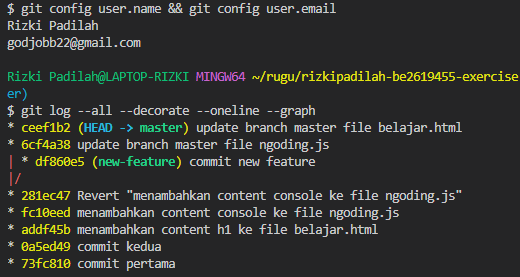 $ git config user.name && git config user.email
Rizki Padilah
godjobb22@gmail.com
Rizki Padilah@LAPTOP-RIZKI MINGW64 ~/rugu/rizkipadilah-be2619455-exercise
er)
$ git log --all --decorate --oneline --graph
* ceef1b2 (HEAD -> master) update branch master file belajar.html
* 6cf4a38 update branch master file ngoding.js
| * df860e5 (new-feature) commit new feature
|/
* 281ec47 Revert "menambahkan content console ke file ngoding.js"
* fc10eed menambahkan content console ke file ngoding.js
* addf45b menambahkan content h1 ke file belajar.html
* 0a5ed49 commit kedua
* 73fc810 commit pertama